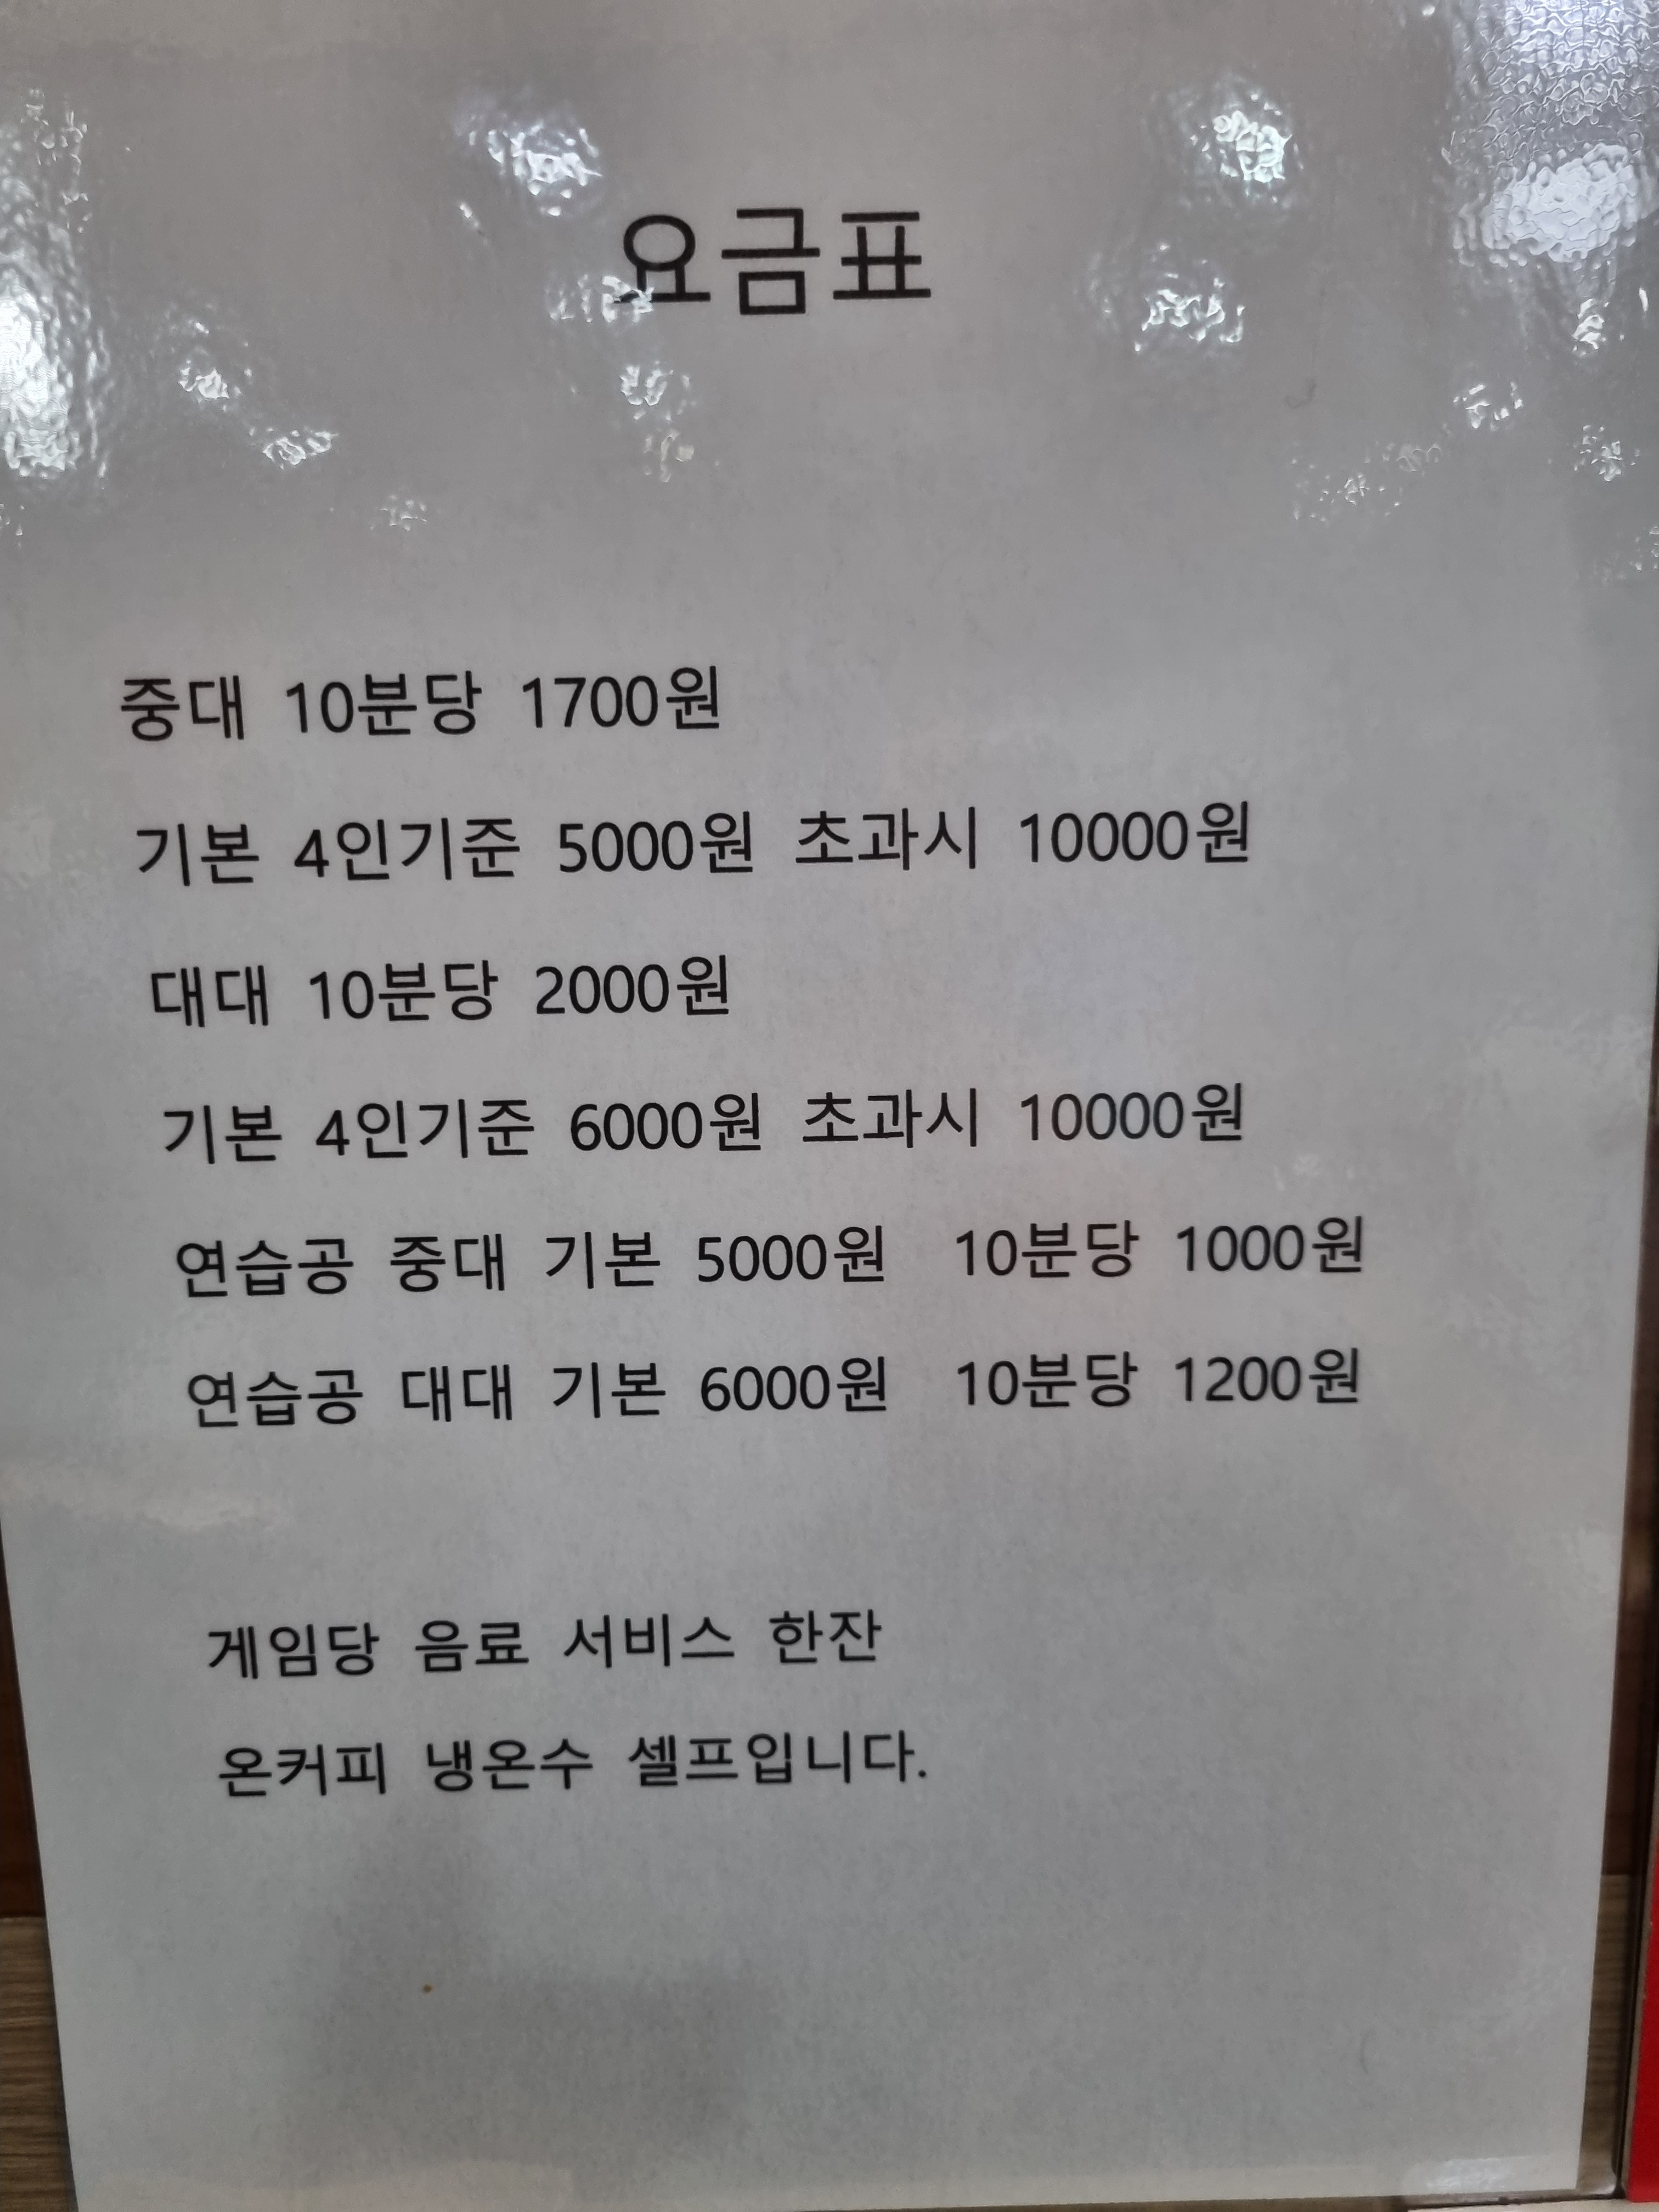 요금표
중대 10분당 1700원
기본 4인기준 5000원 초과시 10000원
대대 10분당 2000원
기본 4인기준 6000원 초과시 10000원
연습공 중대 기본 5000원 10분당 1000원
연습공 대대 기본 6000원 10분당 1200원
게임당 음료 서비스 한잔
온커피 냉온수 셀프입니다.